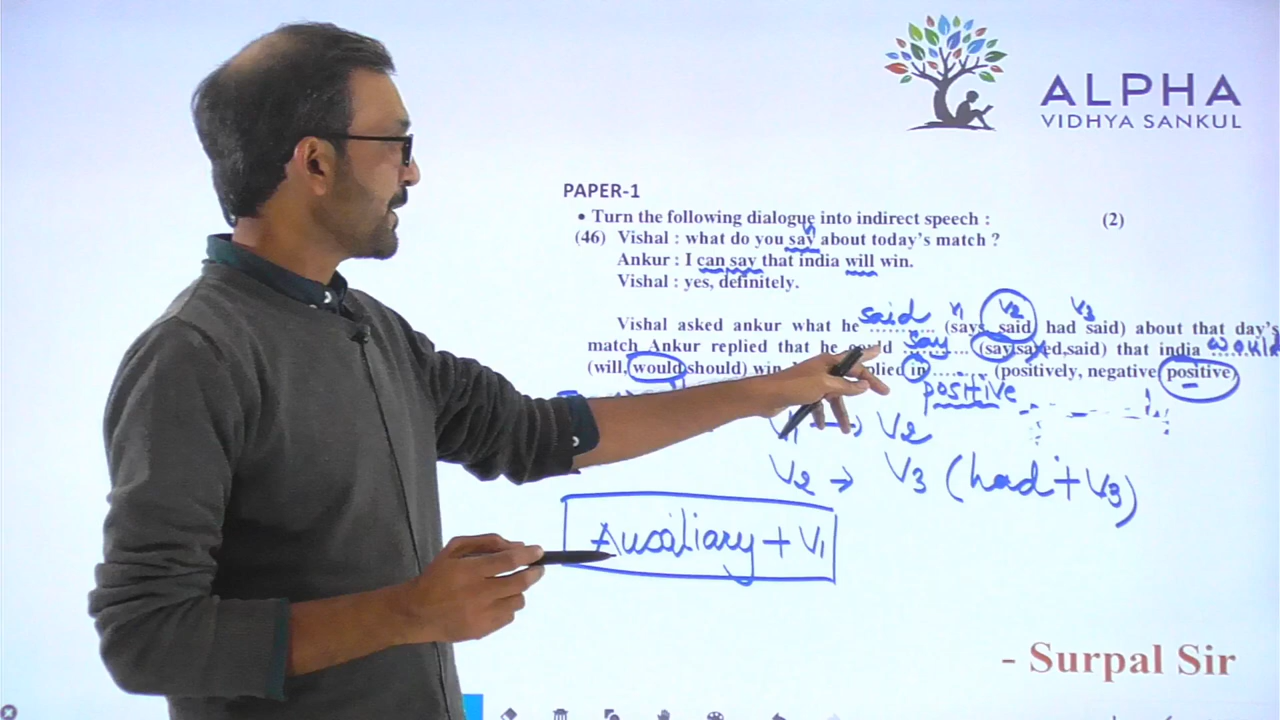 ALPHA
VIDHYA SANKUL
PAPER-1
• Turn the following dialogue into indirect speech : (2)
V1
(46) Vishal : what do you say about today's match ?
Ankur : I can say that india will win.
Vishal : yes, definitely.
said V1 V2 V3
Vishal asked ankur what he ............ (says, said, had said) about that day's
say would
match Ankur replied that he could ............ (say,sayed,said) that india ............
(will, would, should) win. in ............ (positively, negative, positive)
positive
V1 → V2
V2 → V3 (had + V3)
Auxiliary + V1
- Surpal Sir